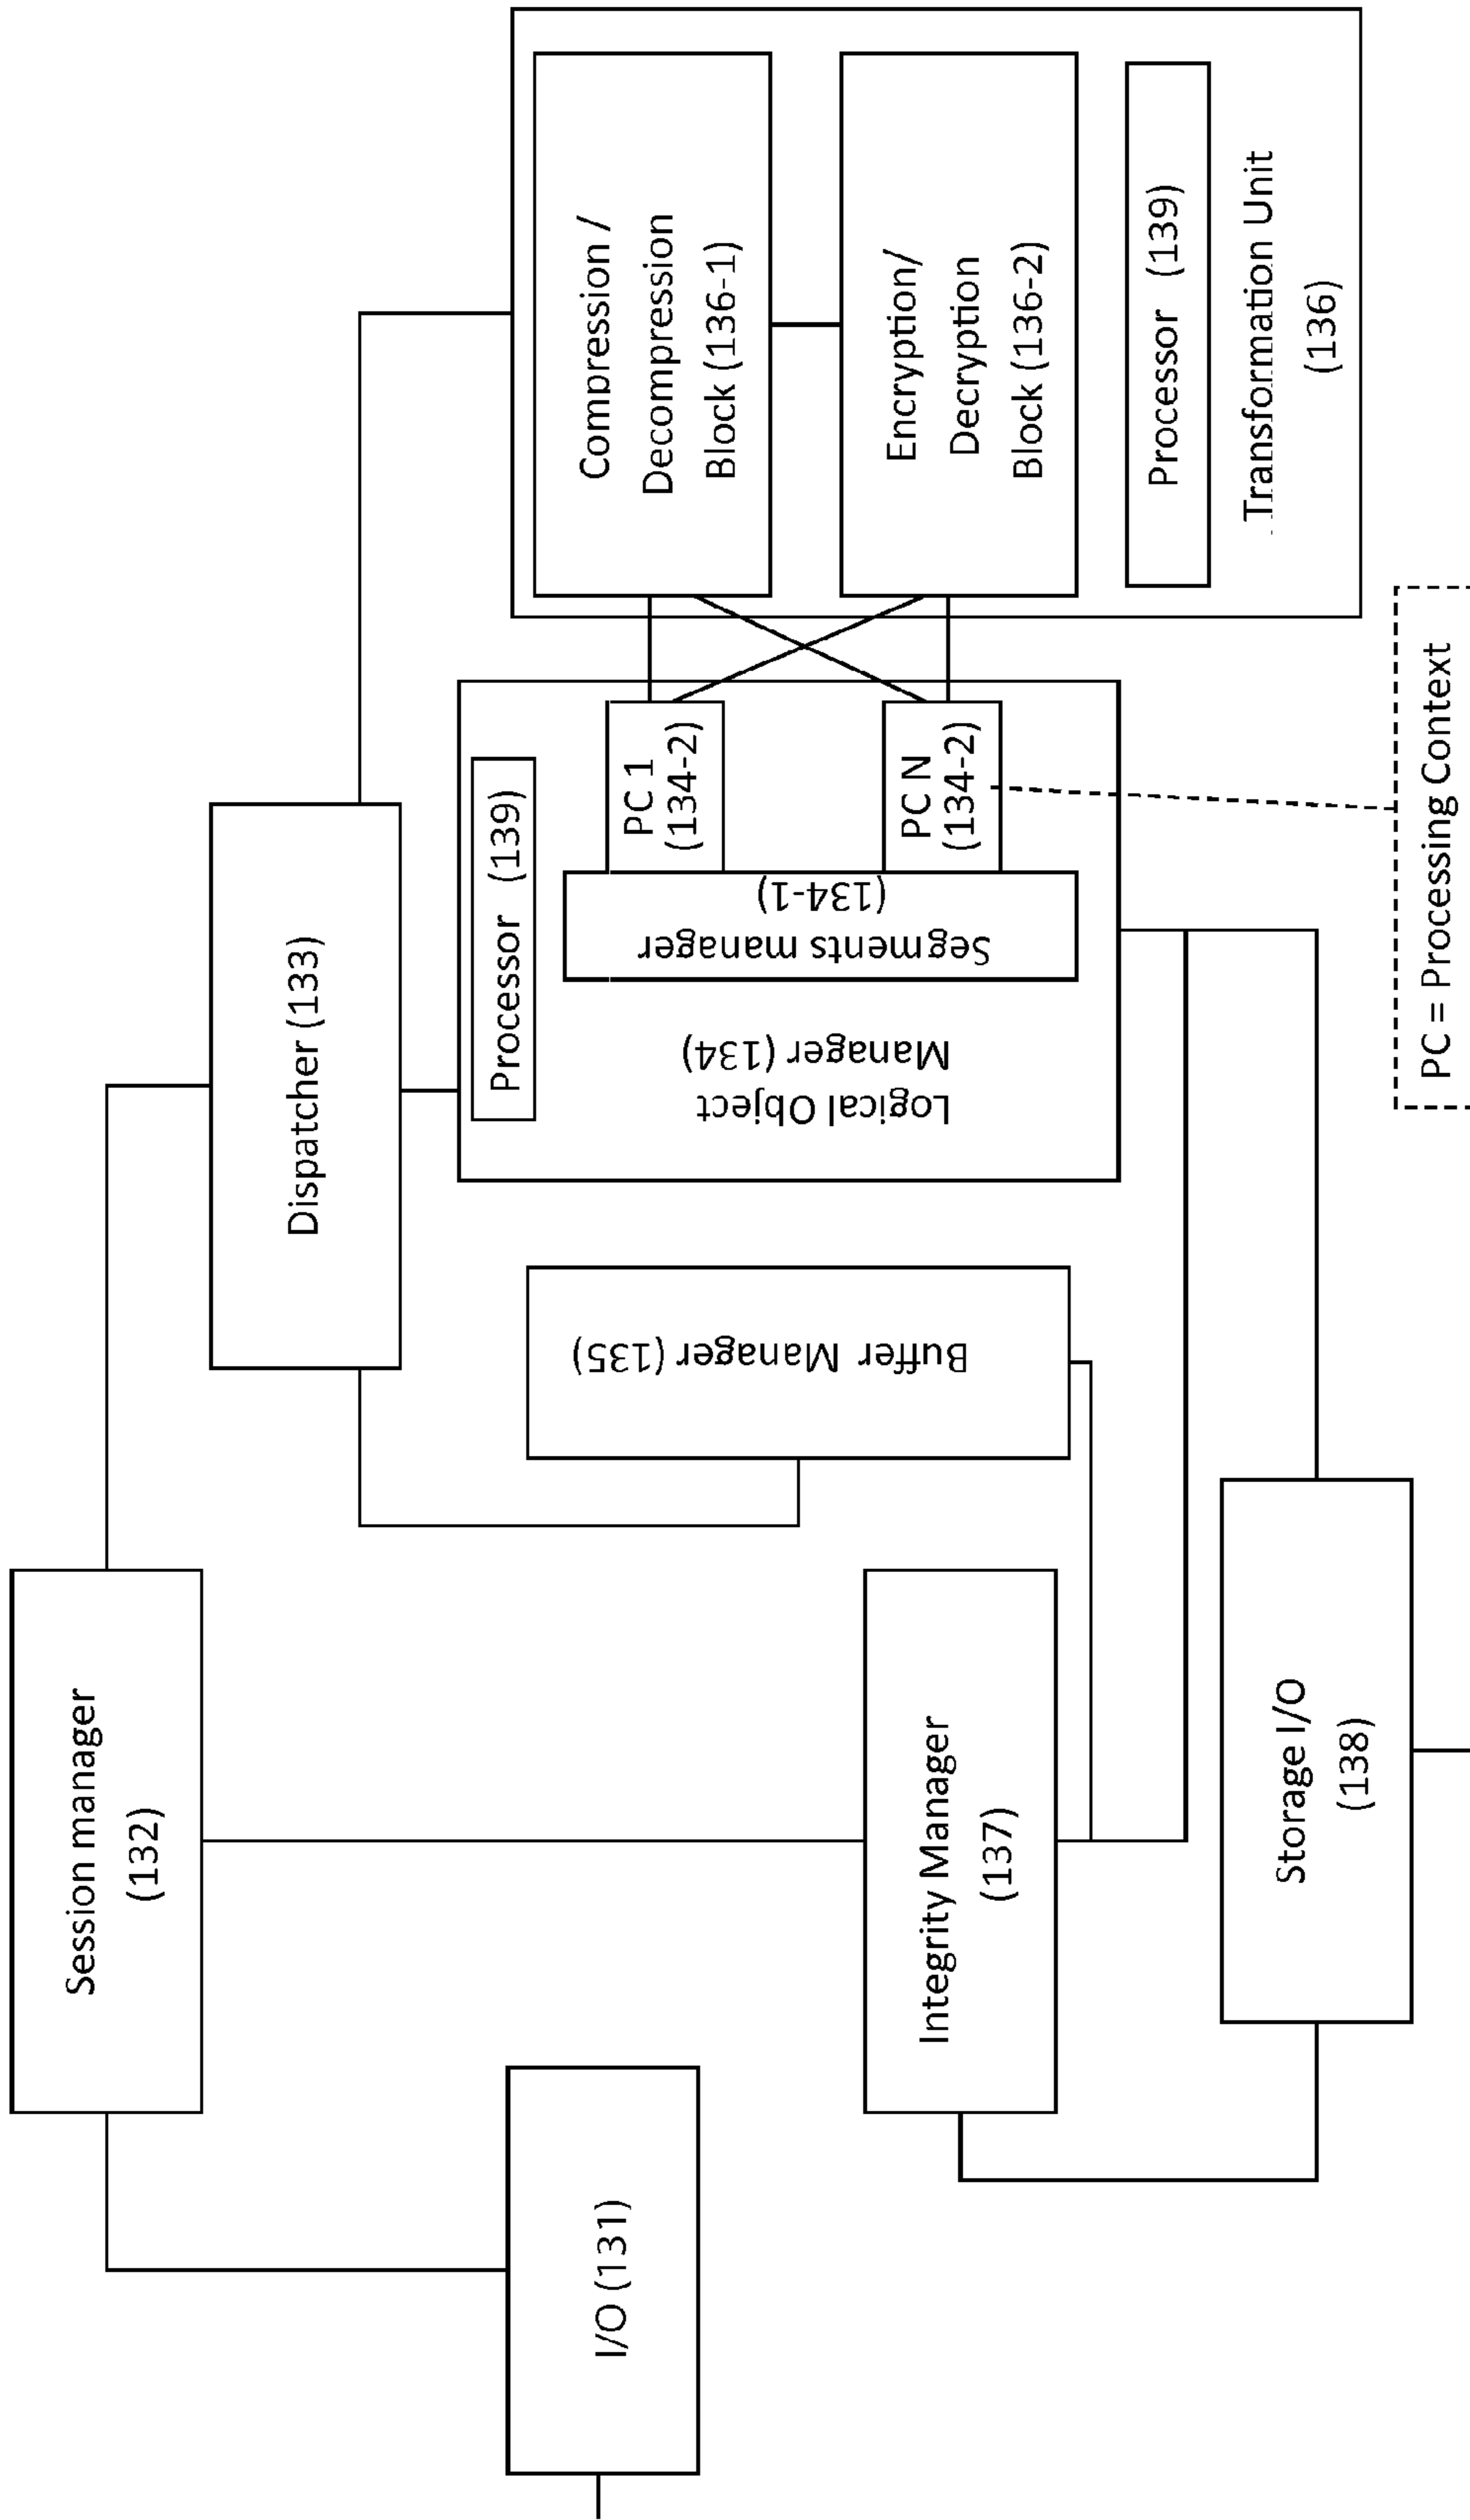 Session manager
(132)
Dispatcher (133)
I/O (131)
Integrity Manager
(137)
Buffer Manager (135)
Logical Object
Manager (134)
Processor (139)
Segments manager
(134-1)
PC 1
(134-2)
PC N
(134-2)
Compression /
Decompression
Block (136-1)
Encryption/
Decryption
Block (136-2)
Processor (139)
Transformation Unit
(136)
Storage I/O
(138)
PC = Processing Context